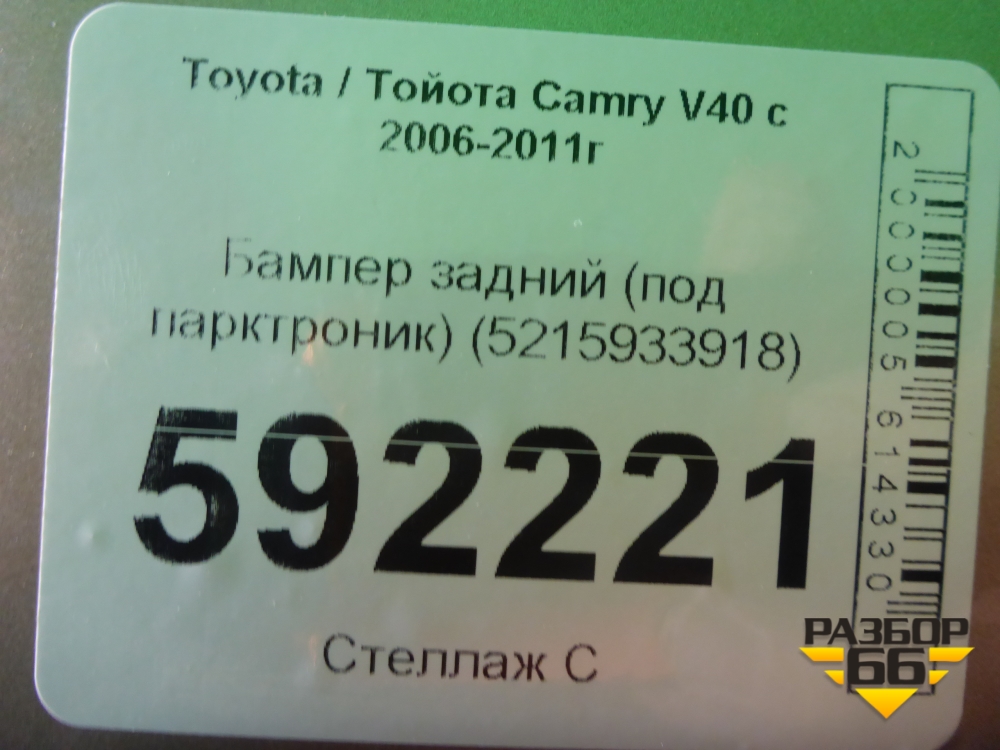 Toyota / Тойота Camry V40 с
2006-2011г
Бампер задний (под
парктроник) (5215933918)
592221
Стеллаж С
2000005614330
РАЗБОР
66